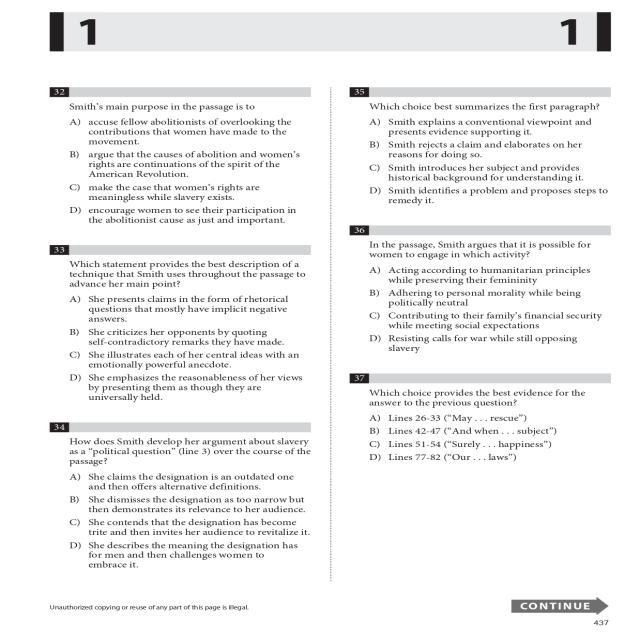 1
1
32
Smith's main purpose in the passage is to
A) accuse fellow abolitionists of overlooking the
contributions that women have made to the
movement.
B) argue that the causes of abolition and women's
rights are continuations of the spirit of the
American Revolution.
C) make the case that women's rights are
meaningless while slavery exists.
D) encourage women to see their participation in
the abolitionist cause as just and important.
33
Which statement provides the best description of a
technique that Smith uses throughout the passage to
advance her main point?
A) She presents claims in the form of rhetorical
questions that mostly have implicit negative
answers.
B) She criticizes her opponents by quoting
self-contradictory remarks they have made.
C) She illustrates each of her central ideas with an
emotionally powerful anecdote.
D) She emphasizes the reasonableness of her views
by presenting them as though they are
universally held.
34
How does Smith develop her argument about slavery
as a "political question" (line 3) over the course of the
passage?
A) She claims the designation is an outdated one
and then offers alternative definitions.
B) She dismisses the designation as too narrow but
then demonstrates its relevance to her audience.
C) She contends that the designation has become
trite and then invites her audience to revitalize it.
D) She describes the meaning the designation has
for men and then challenges women to
embrace it.
35
Which choice best summarizes the first paragraph?
A) Smith explains a conventional viewpoint and
presents evidence supporting it.
B) Smith rejects a claim and elaborates on her
reasons for doing so.
C) Smith introduces her subject and provides
historical background for understanding it.
D) Smith identifies a problem and proposes steps to
remedy it.
36
In the passage, Smith argues that it is possible for
women to engage in which activity?
A) Acting according to humanitarian principles
while preserving their femininity
B) Adhering to personal morality while being
politically neutral
C) Contributing to their family's financial security
while meeting social expectations
D) Resisting calls for war while still opposing
slavery
37
Which choice provides the best evidence for the
answer to the previous question?
A) Lines 26-33 ("May . . . rescue")
B) Lines 42-47 ("And when . . . subject")
C) Lines 51-54 ("Surely . . . happiness")
D) Lines 77-82 ("Our . . . laws")
Unauthorized copying or reuse of any part of this page is illegal.
CONTINUE
437